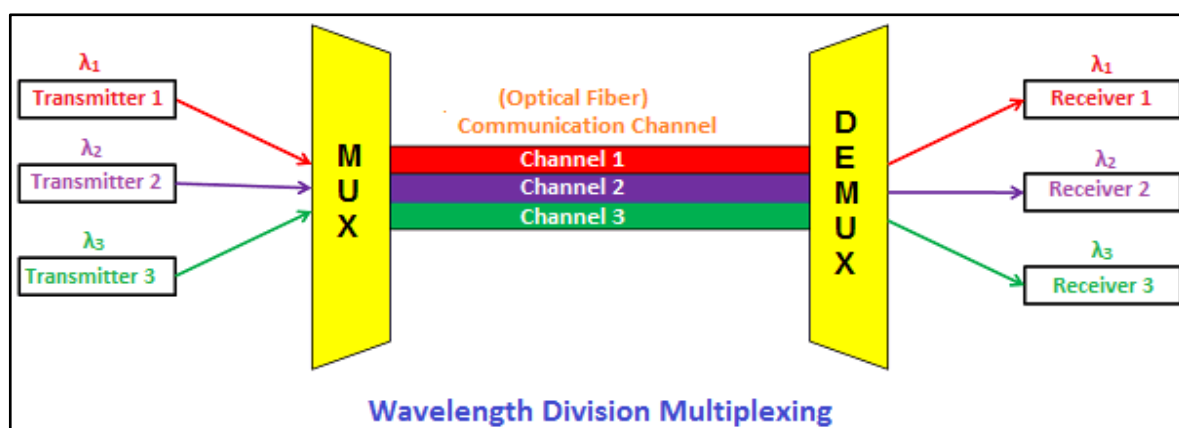 λ₁
Transmitter 1
λ₂
Transmitter 2
λ₃
Transmitter 3
MUX
(Optical Fiber)
Communication Channel
Channel 1
Channel 2
Channel 3
DEMUX
λ₁
Receiver 1
λ₂
Receiver 2
λ₃
Receiver 3
Wavelength Division Multiplexing